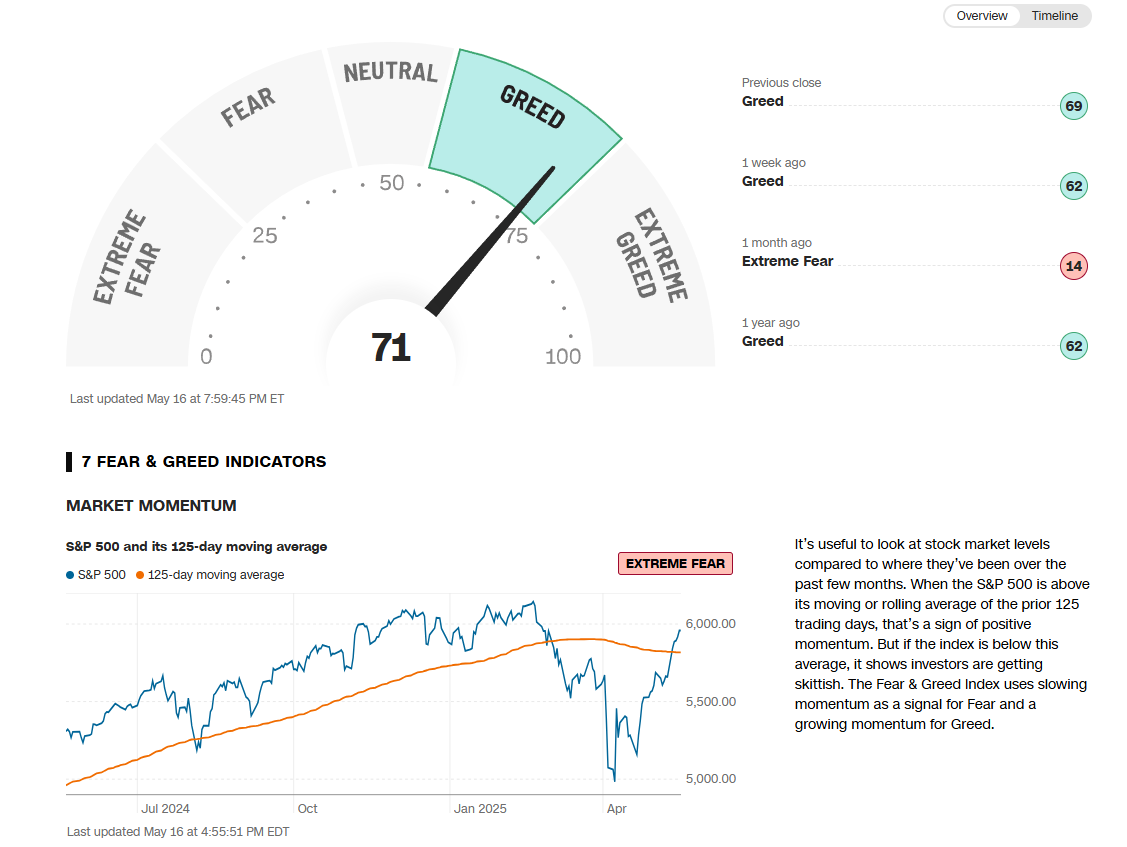 Overview
Timeline
EXTREME
FEAR
FEAR
NEUTRAL
GREED
EXTREME
GREED
0
25
50
75
100
71
Last updated May 16 at 7:59:45 PM ET
Previous close
Greed
69
1 week ago
Greed
62
1 month ago
Extreme Fear
14
1 year ago
Greed
62
7 FEAR & GREED INDICATORS
MARKET MOMENTUM
S&P 500 and its 125-day moving average
EXTREME FEAR
S&P 500
125-day moving average
6,000.00
5,500.00
5,000.00
Jul 2024
Oct
Jan 2025
Apr
Last updated May 16 at 4:55:51 PM EDT
It's useful to look at stock market levels
compared to where they've been over the
past few months. When the S&P 500 is above
its moving or rolling average of the prior 125
trading days, that's a sign of positive
momentum. But if the index is below this
average, it shows investors are getting
skittish. The Fear & Greed Index uses slowing
momentum as a signal for Fear and a
growing momentum for Greed.